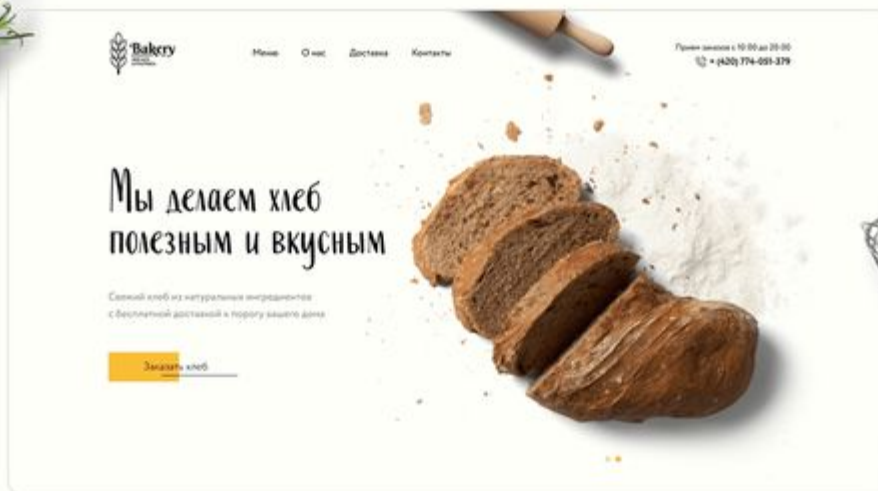 Bakery
Меню О нас Доставка Контакты
Прием заказов с 10:00 до 20:00
+ (420) 774-051-379
Мы делаем хлеб
полезным и вкусным
Свежий хлеб из натуральных ингредиентов
с бесплатной доставкой к порогу вашего дома
Заказать хлеб